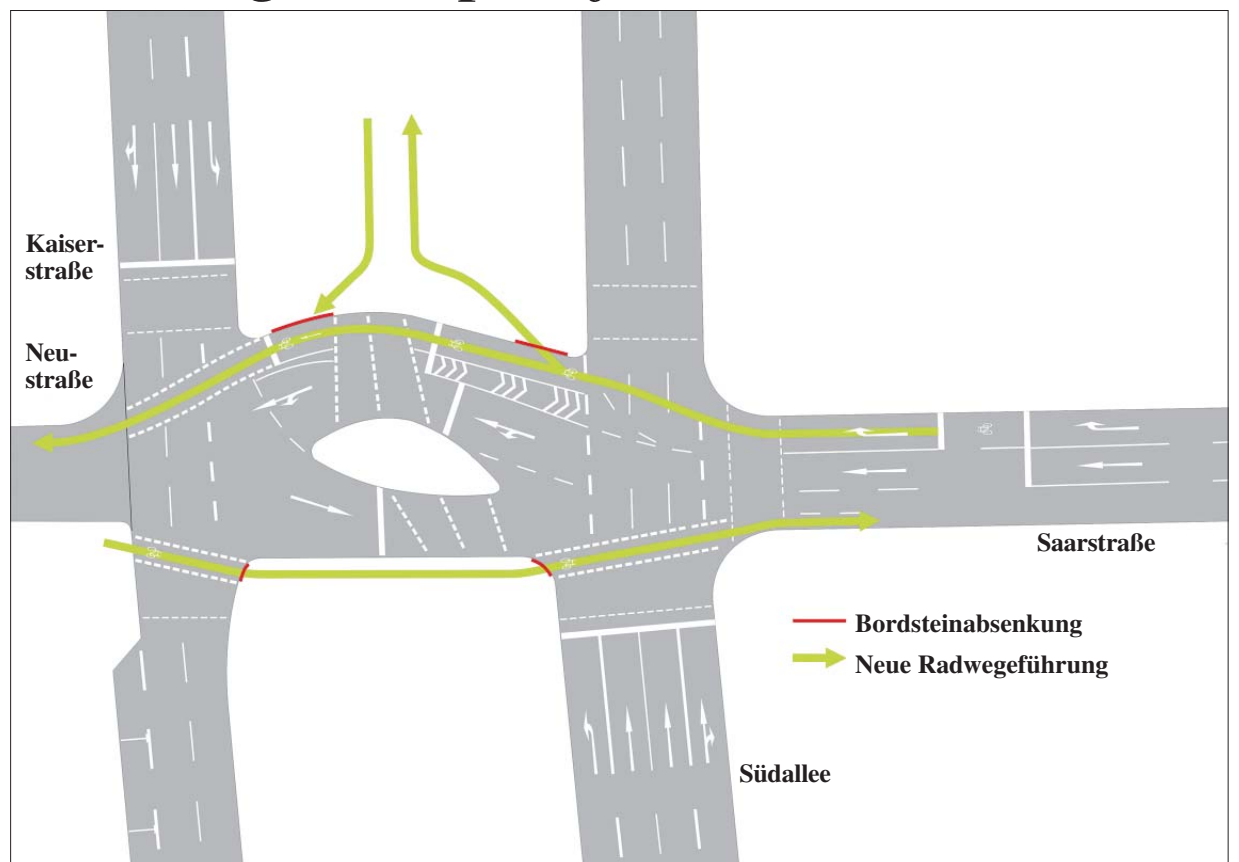 Kaiser-
straße
Neu-
straße
Saarstraße
Bordsteinabsenkung
Neue Radwegeführung
Südallee